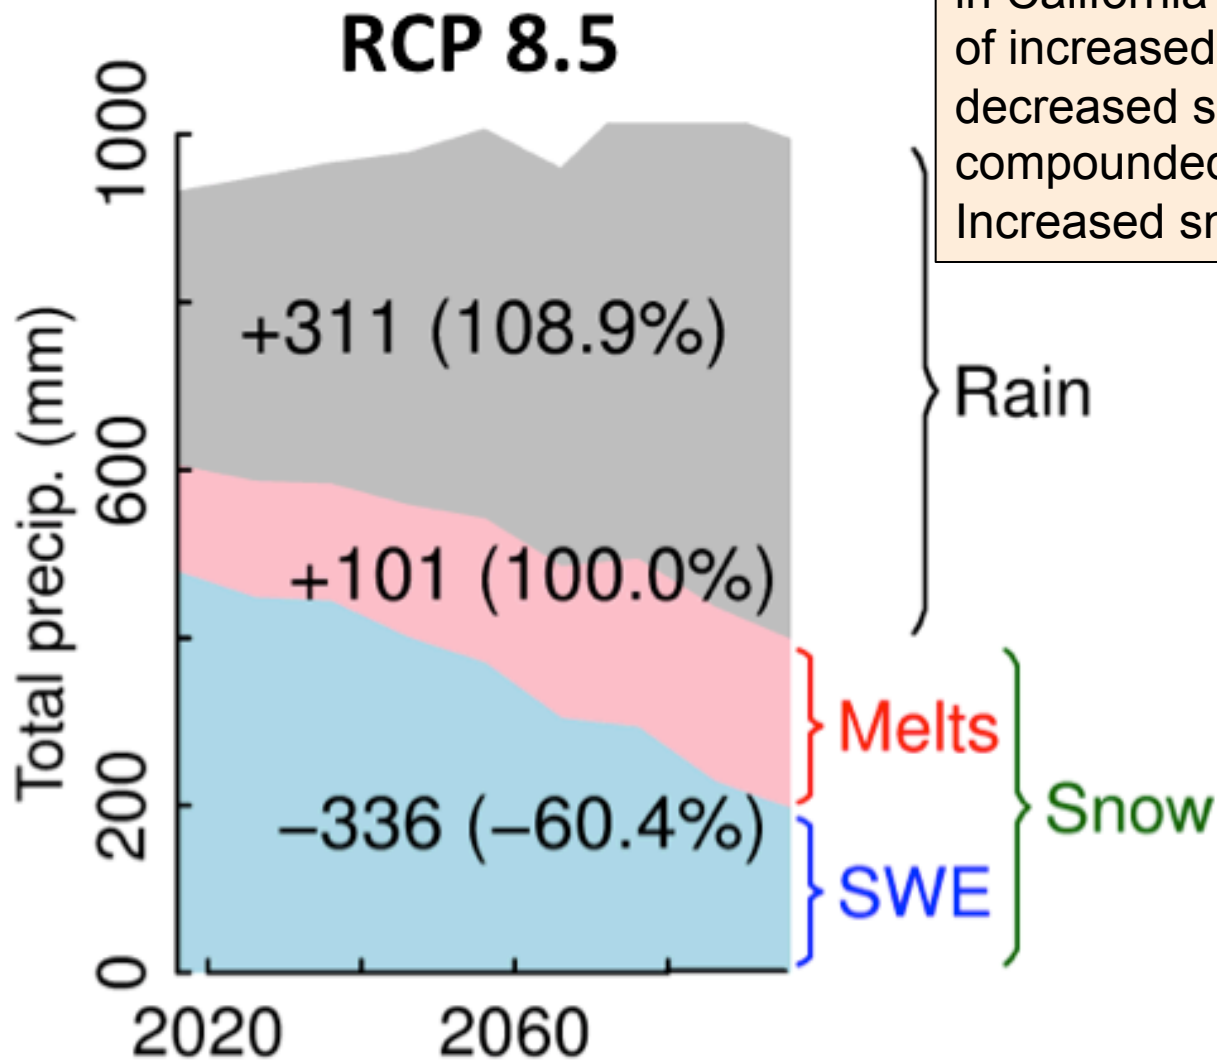 RCP 8.5
in California
of increased
decreased s
compounded
Increased sn
Total precip. (mm)
1000
600
200
0
+311 (108.9%)
+101 (100.0%)
−336 (−60.4%)
Rain
Melts
Snow
SWE
2020
2060